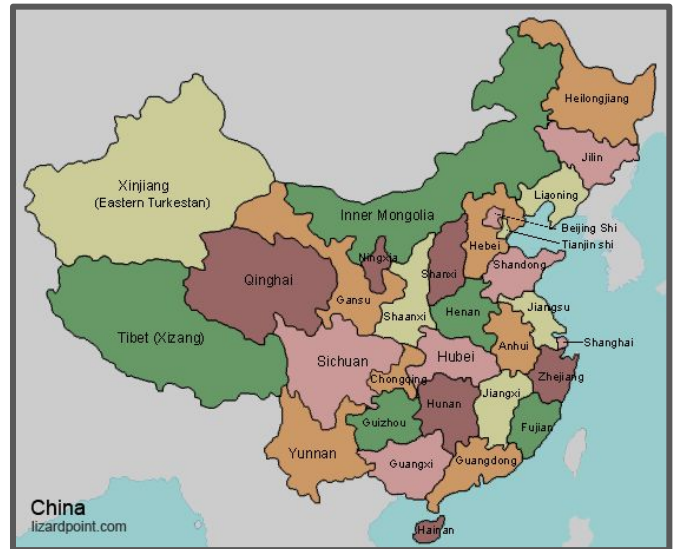 Heilongjiang
Jilin
Xinjiang
(Eastern Turkestan)
Liaoning
Inner Mongolia
Beijing Shi
Tianjin shi
Hebei
Ningxia
Shanxi
Shandong
Qinghai
Gansu
Shaanxi
Henan
Jiangsu
Tibet (Xizang)
Anhui
Shanghai
Sichuan
Hubei
Chongqing
Zhejiang
Hunan
Jiangxi
Guizhou
Fujian
Yunnan
Guangxi
Guangdong
China
lizardpoint.com
Hainan